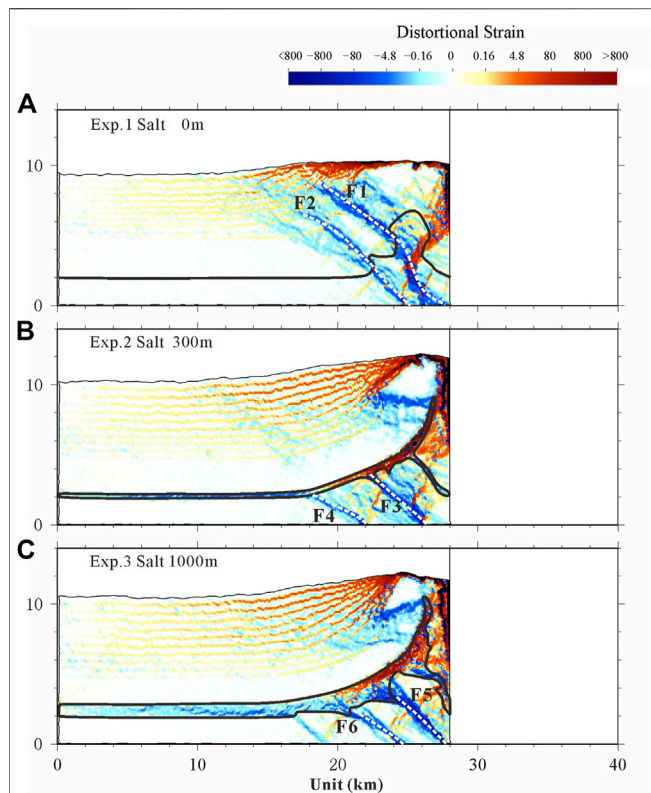 Distortional Strain
<800 −800 −80 −4.8 −0.16 0 0.16 4.8 80 >800
A
Exp.1 Salt 0m
10
F1
F2
0
B
Exp.2 Salt 300m
10
F3
F4
0
C
Exp.3 Salt 1000m
10
F5
F6
0
0 10 20 30 40
Unit (km)